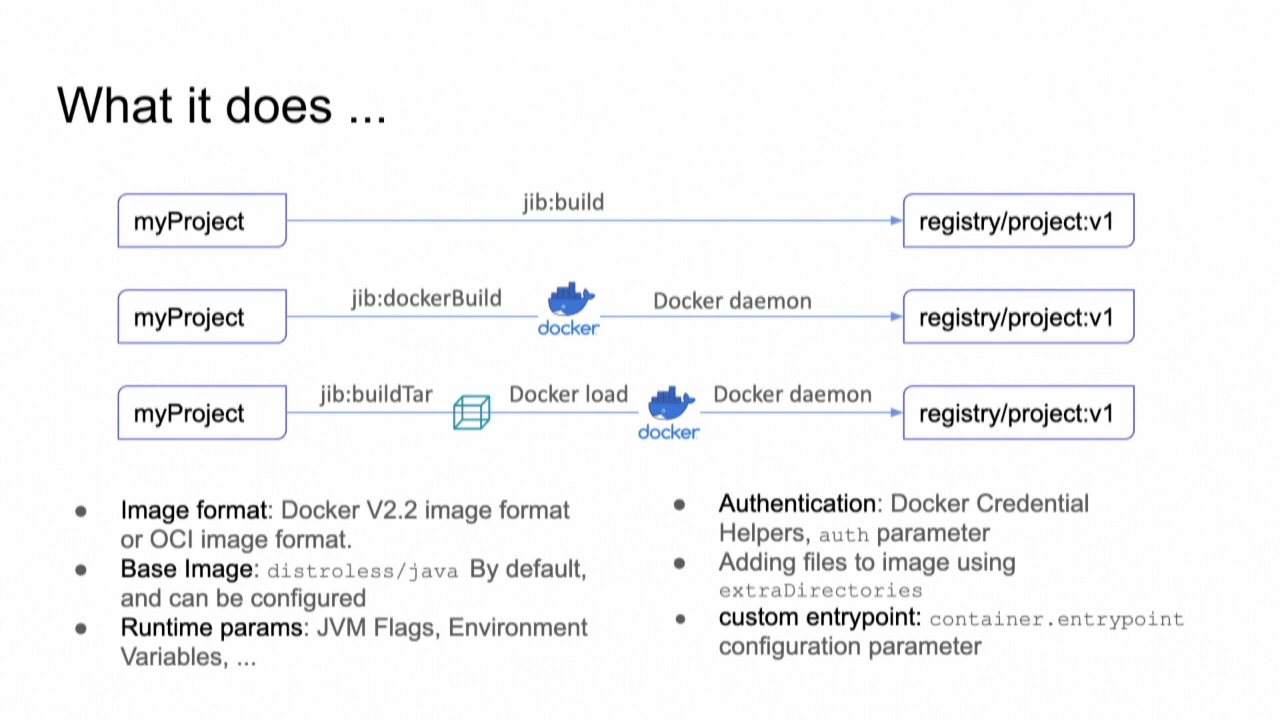 What it does ...
myProject
jib:build
registry/project:v1
myProject
jib:dockerBuild
docker
Docker daemon
registry/project:v1
myProject
jib:buildTar
Docker load
docker
Docker daemon
registry/project:v1
● Image format: Docker V2.2 image format
or OCI image format.
● Base Image: distroless/java By default,
and can be configured
● Runtime params: JVM Flags, Environment
Variables, ...
● Authentication: Docker Credential
Helpers, auth parameter
● Adding files to image using
extraDirectories
● custom entrypoint: container.entrypoint
configuration parameter